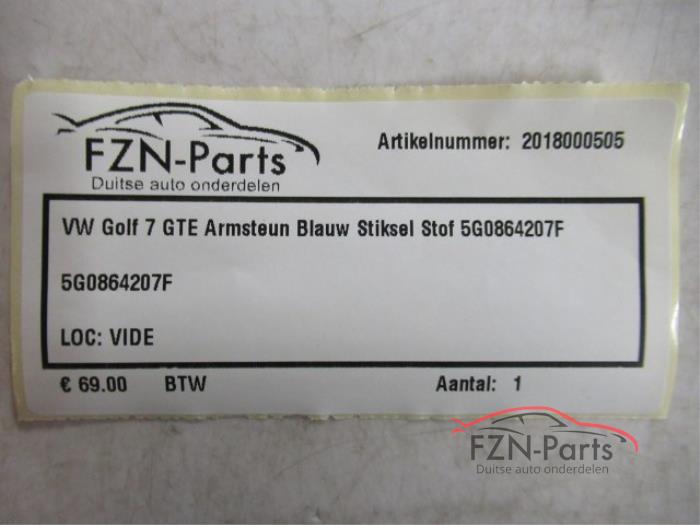 FZN-Parts
Duitse auto onderdelen
Artikelnummer: 2018000505
VW Golf 7 GTE Armsteun Blauw Stiksel Stof 5G0864207F
5G0864207F
LOC: VIDE
€ 69.00 BTW Aantal: 1
FZN-Parts
Duitse auto onderdelen